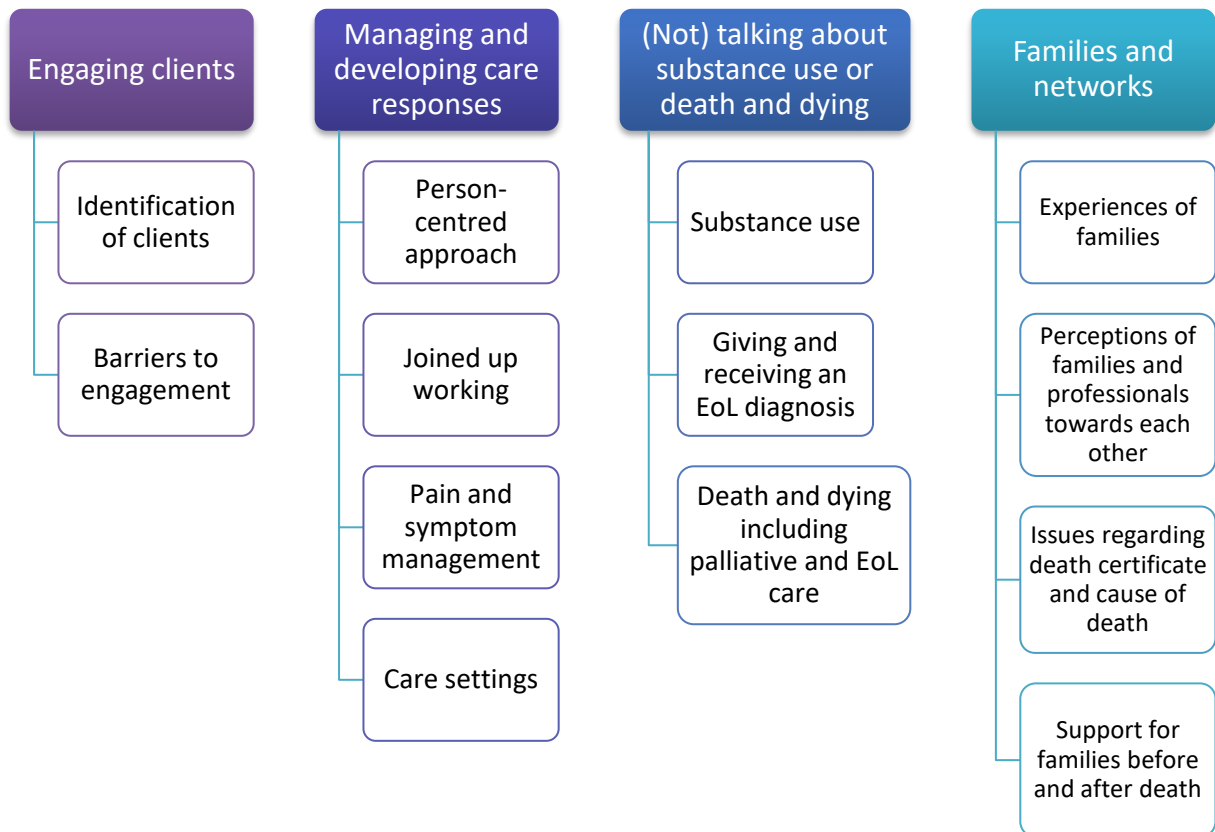 Engaging clients
Identification
of clients
Barriers to
engagement
Managing and
developing care
responses
Person-
centred
approach
Joined up
working
Pain and
symptom
management
Care settings
(Not) talking about
substance use or
death and dying
Substance use
Giving and
receiving an
EoL diagnosis
Death and dying
including
palliative and EoL
care
Families and
networks
Experiences of
families
Perceptions of
families and
professionals
towards each
other
Issues regarding
death certificate
and cause of
death
Support for
families before
and after death